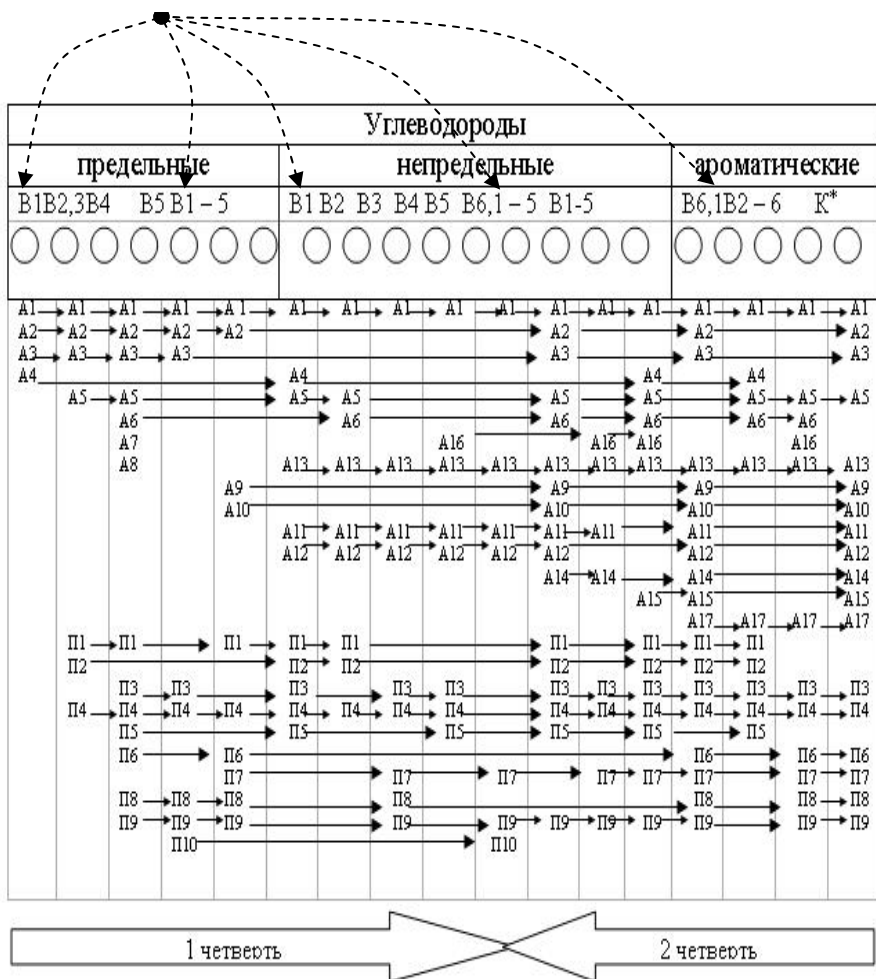 Углеводороды
предельные непредельные ароматические
В1В2,3В4 В5 В1 – 5 В1 В2 В3 В4 В5 В6,1 – 5 В1-5 В6,1В2 – 6 К*
А1 А1 А1 А1 А1 А1 А1 А1 А1 А1 А1 А1 А1 А1 А1 А1 А1
А2 А2 А2 А2 А2 А2 А2 А2
А3 А3 А3 А3 А3 А3 А3
А4 А4 А4 А4
А5 А5 А5 А5 А5 А5 А5 А5 А5
А6 А6 А6 А6 А6 А6
А7 А16 А16 А16 А16
А8 А13 А13 А13 А13 А13 А13 А13 А13 А13 А13 А13 А13
А9 А9 А9 А9
А10 А10 А10 А10
А11 А11 А11 А11 А11 А11 А11 А11 А11
А12 А12 А12 А12 А12 А12 А12 А12
А14 А14 А14 А14
А15 А15 А15
А17 А17 А17 А17
П1 П1 П1 П1 П1 П1 П1 П1 П1
П2 П2 П2 П2 П2 П2 П2
П3 П3 П3 П3 П3 П3 П3 П3 П3 П3 П3 П3
П4 П4 П4 П4 П4 П4 П4 П4 П4 П4 П4 П4 П4 П4 П4
П5 П5 П5 П5 П5 П5
П6 П6 П6 П6 П6
П7 П7 П7 П7 П7 П7 П7
П8 П8 П8 П8 П8 П8 П8
П9 П9 П9 П9 П9 П9 П9 П9 П9 П9 П9
П10 П10
1 четверть 2 четверть